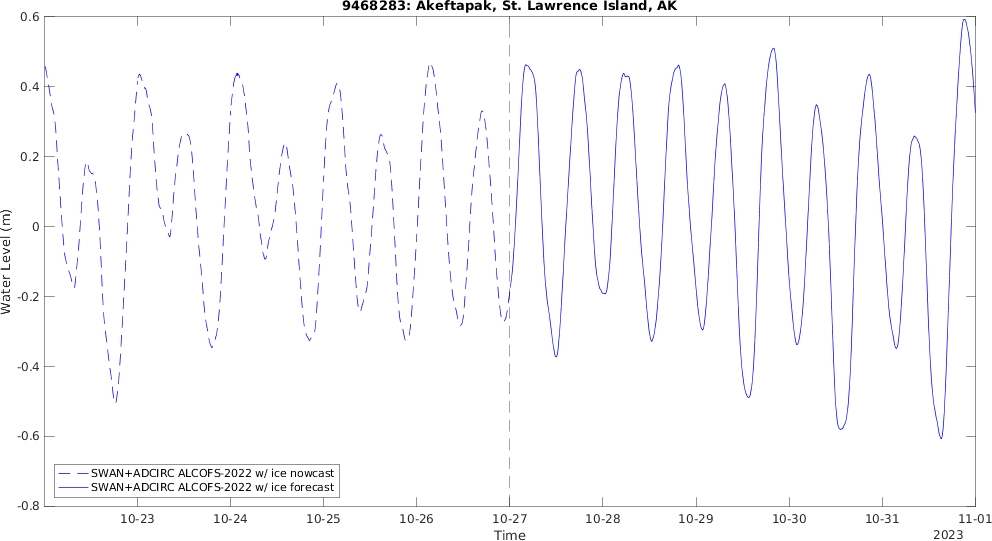 9468283: Akeftapak, St. Lawrence Island, AK
0.6
0.4
0.2
0
-0.2
-0.4
-0.6
-0.8
Water Level (m)
SWAN+ADCIRC ALCOFS-2022 w/ ice nowcast
SWAN+ADCIRC ALCOFS-2022 w/ ice forecast
10-23 10-24 10-25 10-26 10-27 10-28 10-29 10-30 10-31 11-01
Time
2023